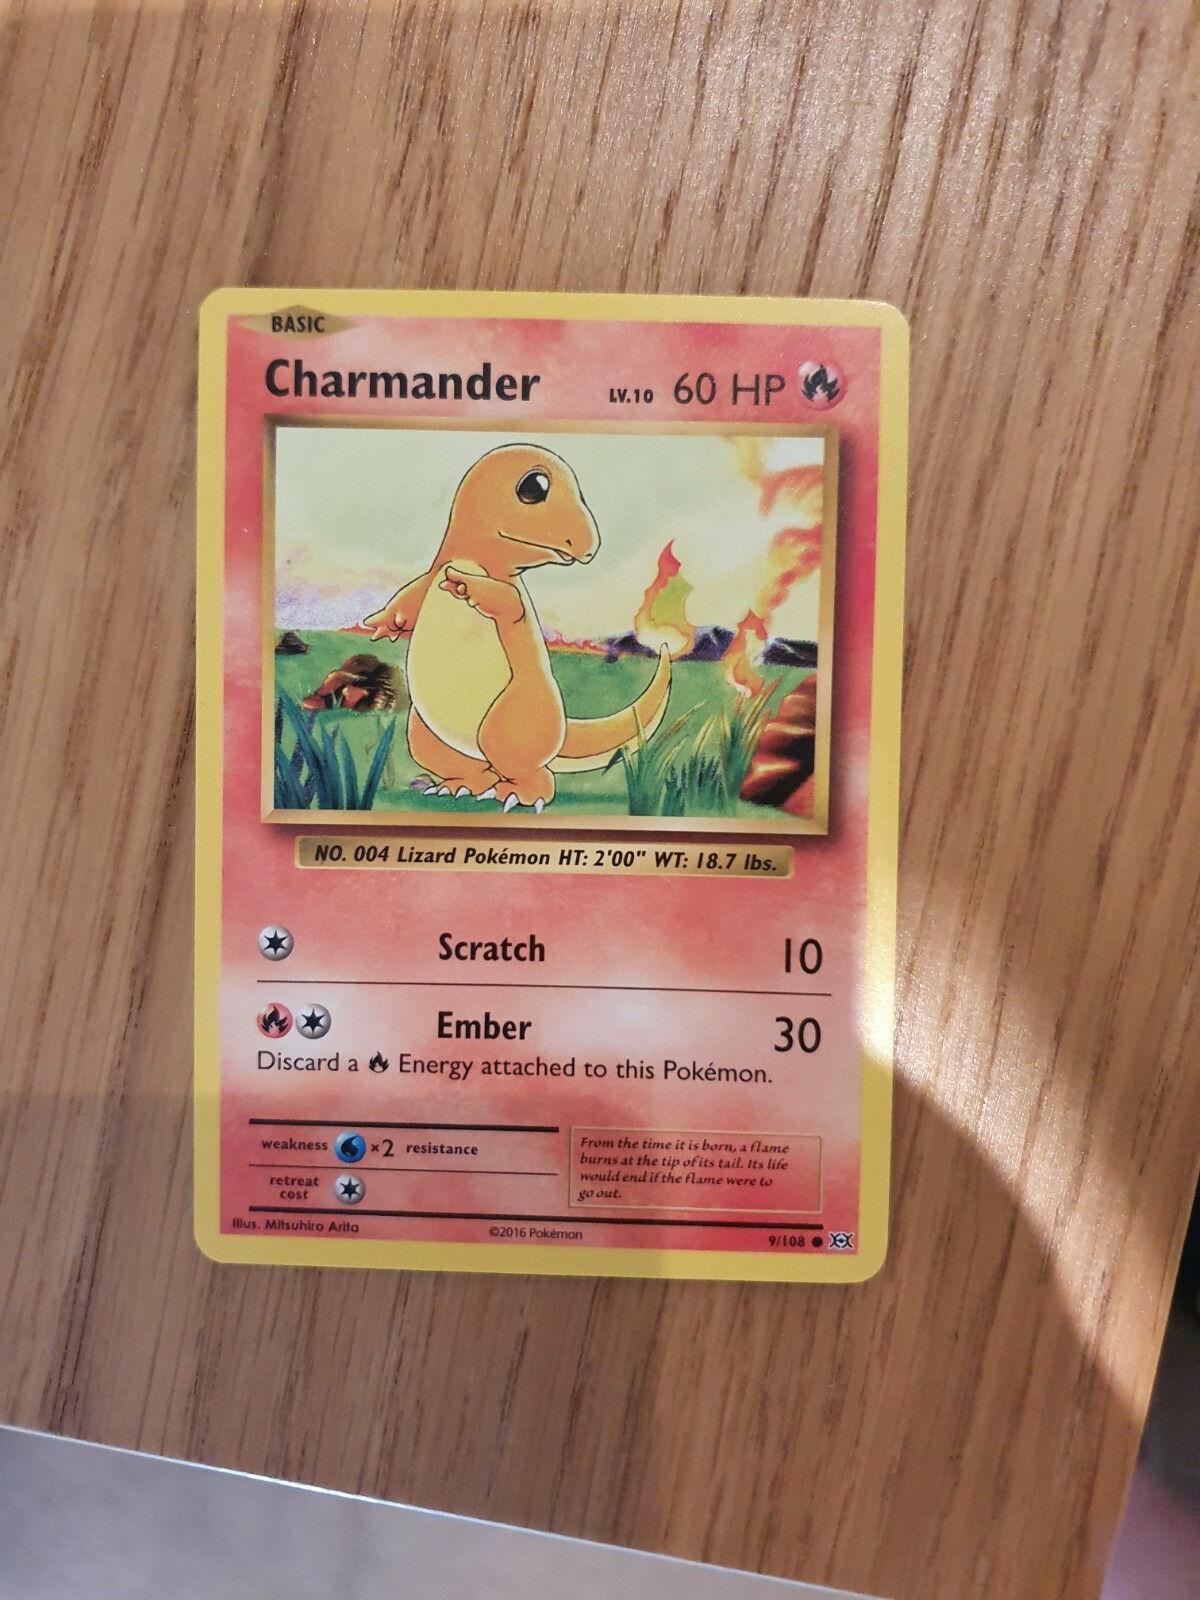 BASIC
Charmander LV.10 60 HP
NO. 004 Lizard Pokémon HT: 2'00" WT: 18.7 lbs.
Scratch 10
Ember 30
Discard a Energy attached to this Pokémon.
weakness ×2 resistance
retreat
cost
From the time it is born, a flame
burns at the tip of its tail. Its life
would end if the flame were to
go out.
Illus. Mitsuhiro Arita
©2016 Pokémon
9/108